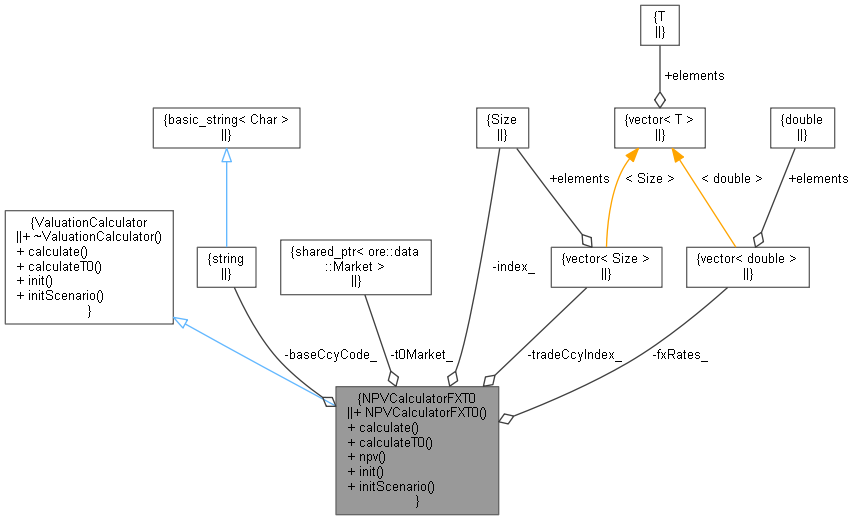 {T
||}
+elements
{basic_string< Char >
||}
{Size
||}
{vector< T >
||}
{double
||}
+elements
< Size >
< double >
+elements
{ValuationCalculator
||+ ~ValuationCalculator()
+ calculate()
+ calculateT0()
+ init()
+ initScenario()
}
{string
||}
{shared_ptr< ore::data
::Market >
||}
-index_
{vector< Size >
||}
{vector< double >
||}
-baseCcyCode_
-t0Market_
-tradeCcyIndex_
-fxRates_
{NPVCalculatorFXT0
||+ NPVCalculatorFXT0()
+ calculate()
+ calculateT0()
+ npv()
+ init()
+ initScenario()
}